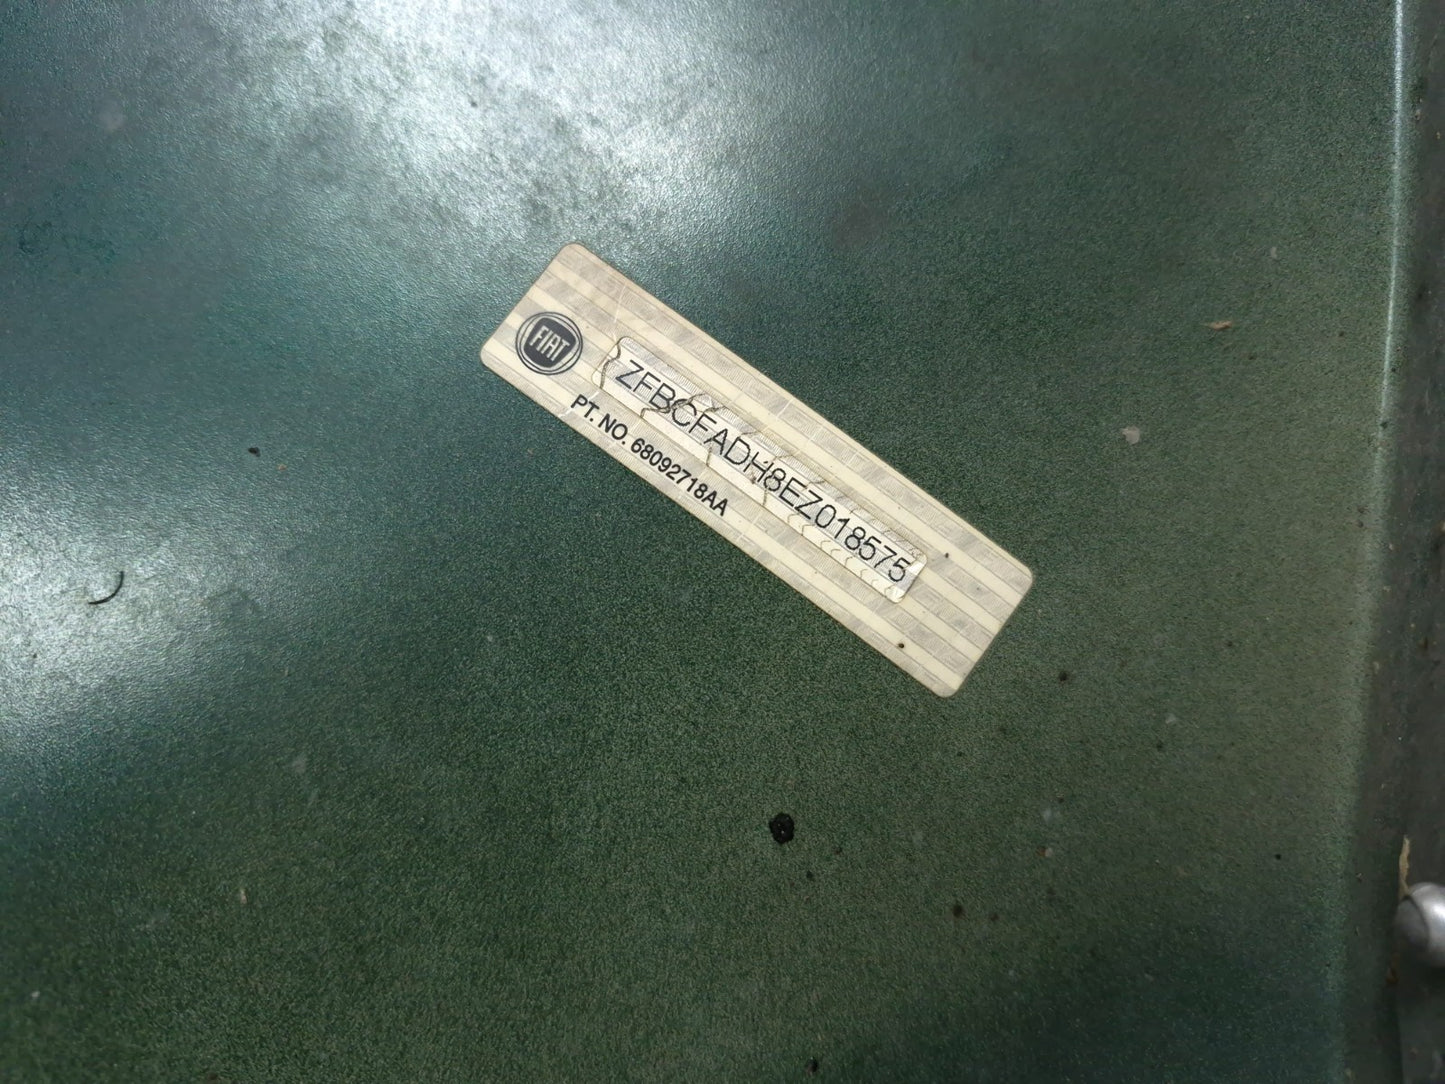 FIAT
ZFBCFADH8EZ018575
PT. NO. 68092718AA